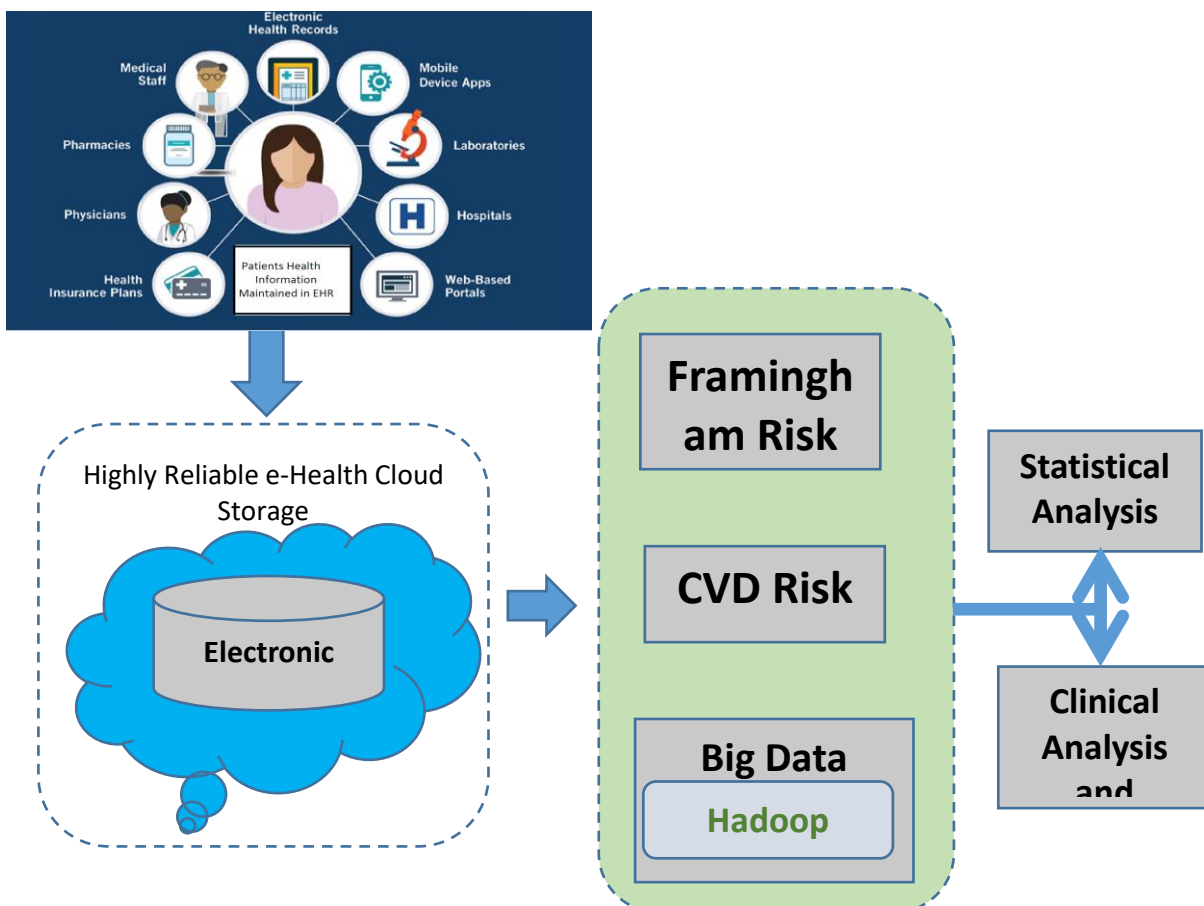 Electronic
Health Records
Medical
Staff
Mobile
Device Apps
Pharmacies
Laboratories
Physicians
H
Hospitals
Health
Insurance Plans
Patients Health
Information
Maintained in EHR
Web-Based
Portals
Highly Reliable e-Health Cloud
Storage
Electronic
Framingh
am Risk
CVD Risk
Big Data
Hadoop
Statistical
Analysis
Clinical
Analysis
and